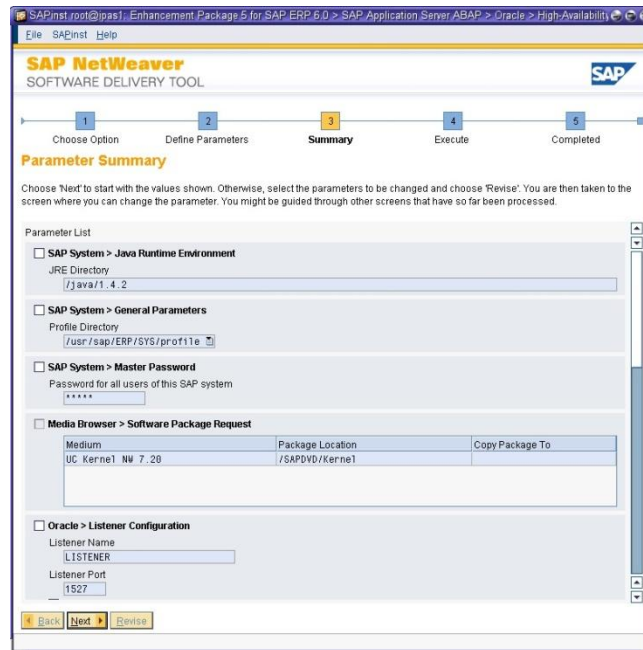 SAPinst root@ipas1: Enhancement Package 5 for SAP ERP 6.0 > SAP Application Server ABAP > Oracle > High-Availability
File SAPinst Help
SAP NetWeaver
SOFTWARE DELIVERY TOOL
SAP
1 2 3 4 5
Choose Option Define Parameters Summary Execute Completed
Parameter Summary
Choose 'Next' to start with the values shown. Otherwise, select the parameters to be changed and choose 'Revise'. You are then taken to the
screen where you can change the parameter. You might be guided through other screens that have so far been processed.
Parameter List
SAP System > Java Runtime Environment
JRE Directory
/java/1.4.2
SAP System > General Parameters
Profile Directory
/usr/sap/ERP/SYS/profile
SAP System > Master Password
Password for all users of this SAP system
*****
Media Browser > Software Package Request
Medium Package Location Copy Package To
UC Kernel NW 7.20 /SAPDVD/Kernel
Oracle > Listener Configuration
Listener Name
LISTENER
Listener Port
1527
Back Next Revise